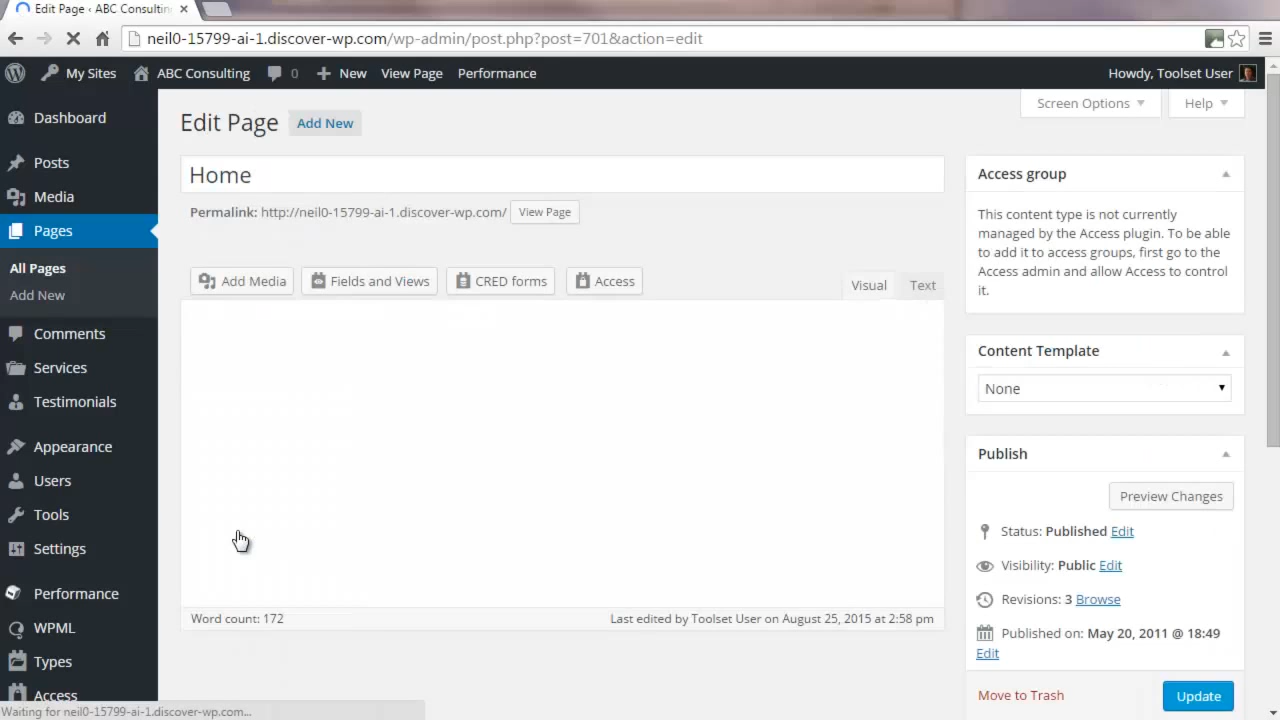 Edit Page ‹ ABC Consulting
neil0-15799-ai-1.discover-wp.com/wp-admin/post.php?post=701&action=edit
My Sites ABC Consulting 0 New View Page Performance Howdy, Toolset User
Screen Options Help
Dashboard
Posts
Media
Pages
All Pages
Add New
Comments
Services
Testimonials
Appearance
Users
Tools
Settings
Performance
WPML
Types
Access
Edit Page Add New
Home
Permalink: http://neil0-15799-ai-1.discover-wp.com/ View Page
Add Media Fields and Views CRED forms Access
Visual Text
Word count: 172 Last edited by Toolset User on August 25, 2015 at 2:58 pm
Access group
This content type is not currently
managed by the Access plugin. To be able
to add it to access groups, first go to the
Access admin and allow Access to control
it.
Content Template
None
Publish
Preview Changes
Status: Published Edit
Visibility: Public Edit
Revisions: 3 Browse
Published on: May 20, 2011 @ 18:49
Edit
Move to Trash Update
Waiting for neil0-15799-ai-1.discover-wp.com...